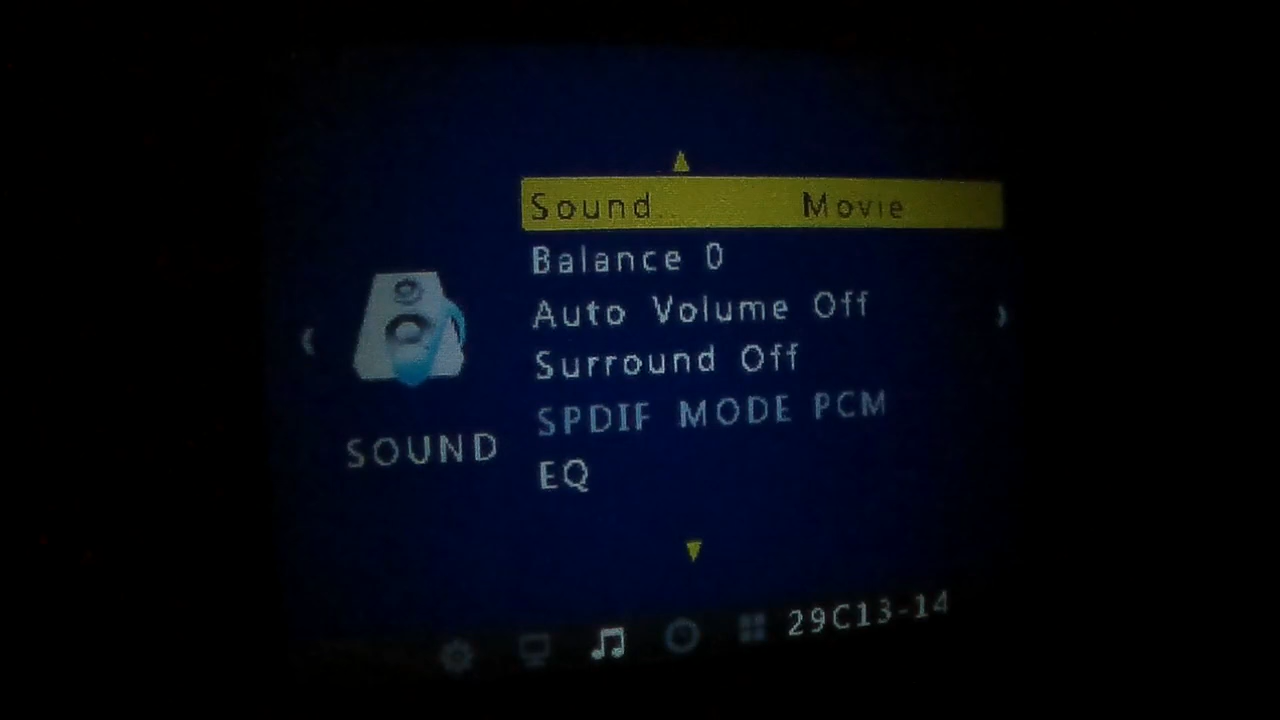 Sound Movie
Balance 0
Auto Volume Off
Surround Off
SPDIF MODE PCM
SOUND
EQ
29C13-14